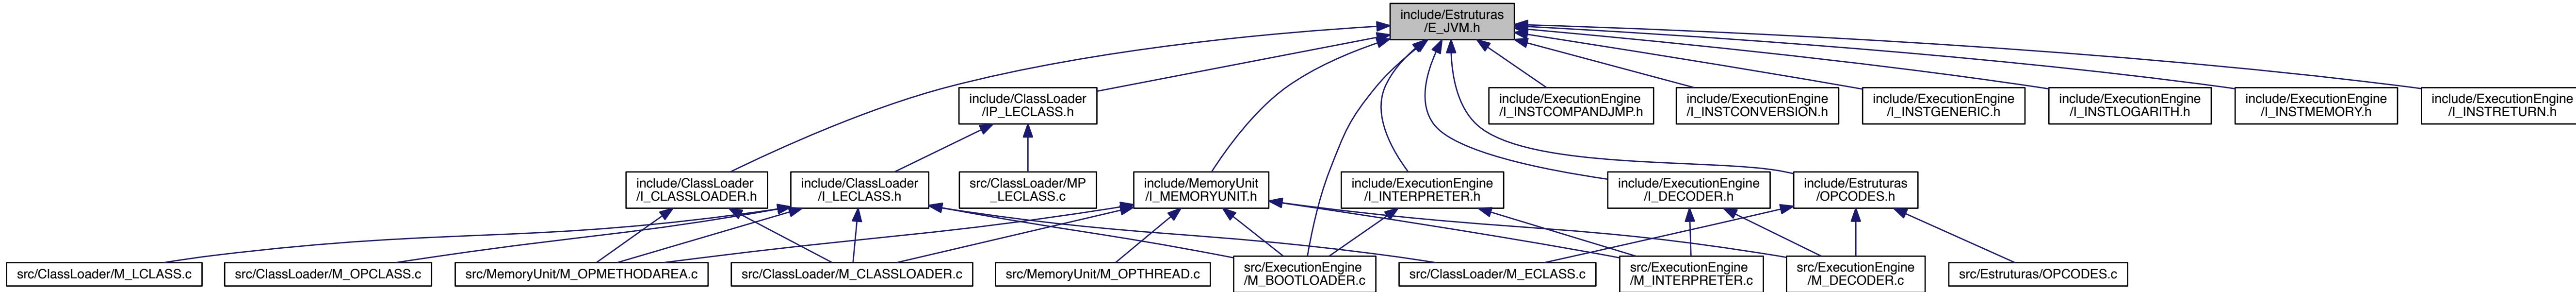 include/Estruturas
/E_JVM.h
include/ClassLoader
/IP_LECLASS.h
include/ExecutionEngine
/I_INSTCOMPANDJMP.h
include/ExecutionEngine
/I_INSTCONVERSION.h
include/ExecutionEngine
/I_INSTGENERIC.h
include/ExecutionEngine
/I_INSTLOGARITH.h
include/ExecutionEngine
/I_INSTMEMORY.h
include/ExecutionEngine
/I_INSTRETURN.h
include/ClassLoader
/I_CLASSLOADER.h
include/ClassLoader
/I_LECLASS.h
src/ClassLoader/MP
_LECLASS.c
include/MemoryUnit
/I_MEMORYUNIT.h
include/ExecutionEngine
/I_INTERPRETER.h
include/ExecutionEngine
/I_DECODER.h
include/Estruturas
/OPCODES.h
src/ClassLoader/M_LCLASS.c
src/ClassLoader/M_OPCLASS.c
src/MemoryUnit/M_OPMETHODAREA.c
src/ClassLoader/M_CLASSLOADER.c
src/MemoryUnit/M_OPTHREAD.c
src/ExecutionEngine
/M_BOOTLOADER.c
src/ClassLoader/M_ECLASS.c
src/ExecutionEngine
/M_INTERPRETER.c
src/ExecutionEngine
/M_DECODER.c
src/Estruturas/OPCODES.c